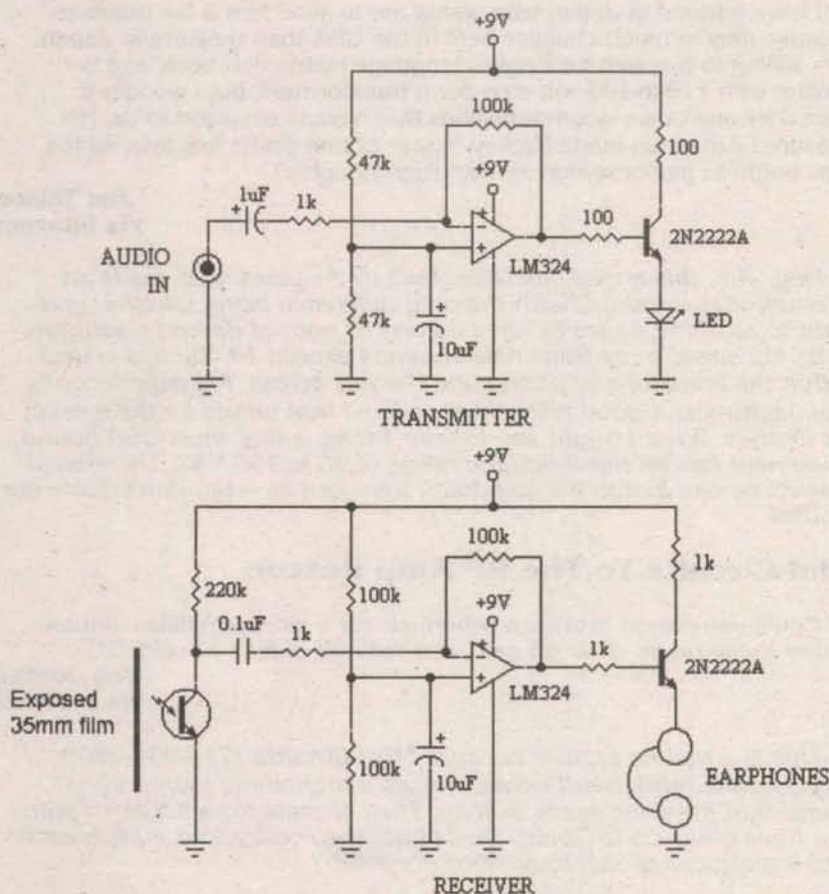 +9V
100k
47k
+9V
100
1uF
1k
AUDIO
IN
100
2N2222A
LM324
47k
10uF
LED
TRANSMITTER
+9V
100k
1k
220k
100k
+9V
0.1uF
1k
1k
2N2222A
LM324
Exposed
35mm film
100k
10uF
EARPHONES
RECEIVER